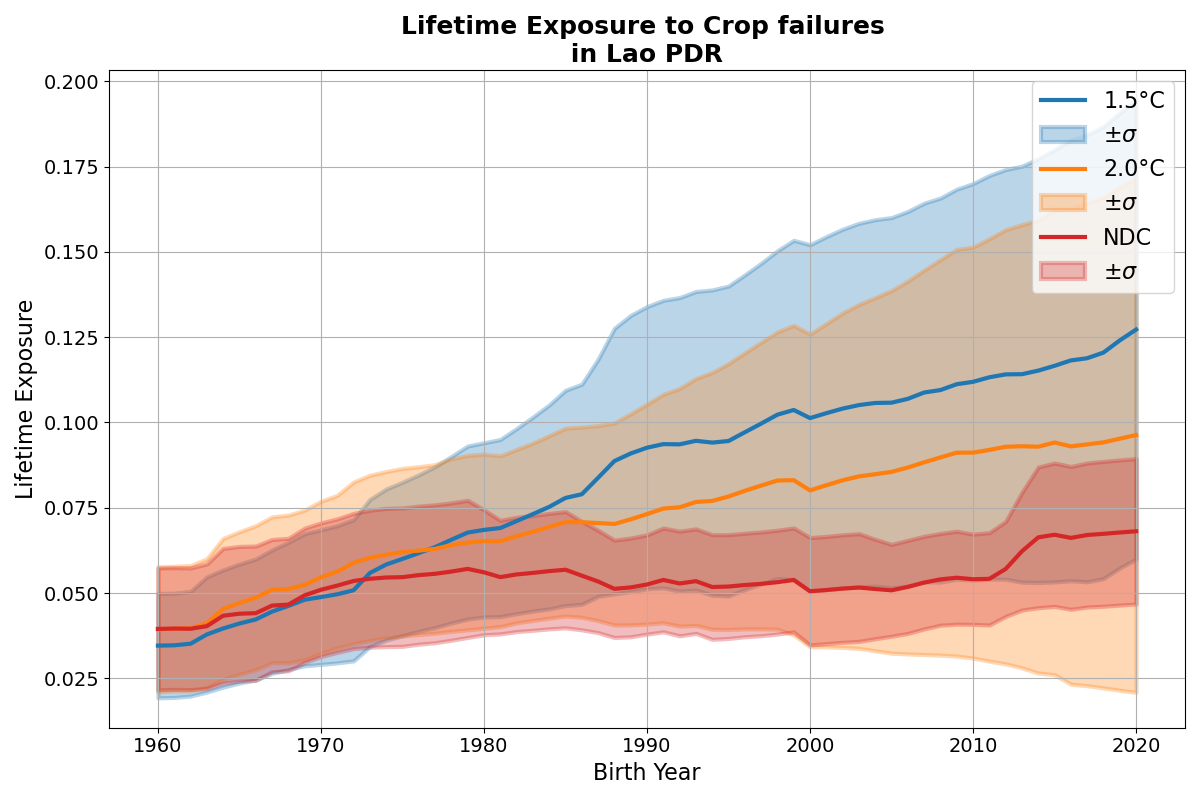 Lifetime Exposure to Crop failures
in Lao PDR
Lifetime Exposure
0.200
0.175
0.150
0.125
0.100
0.075
0.050
0.025
1960
1970
1980
1990
2000
2010
2020
Birth Year
1.5°C
±σ
2.0°C
±σ
NDC
±σ